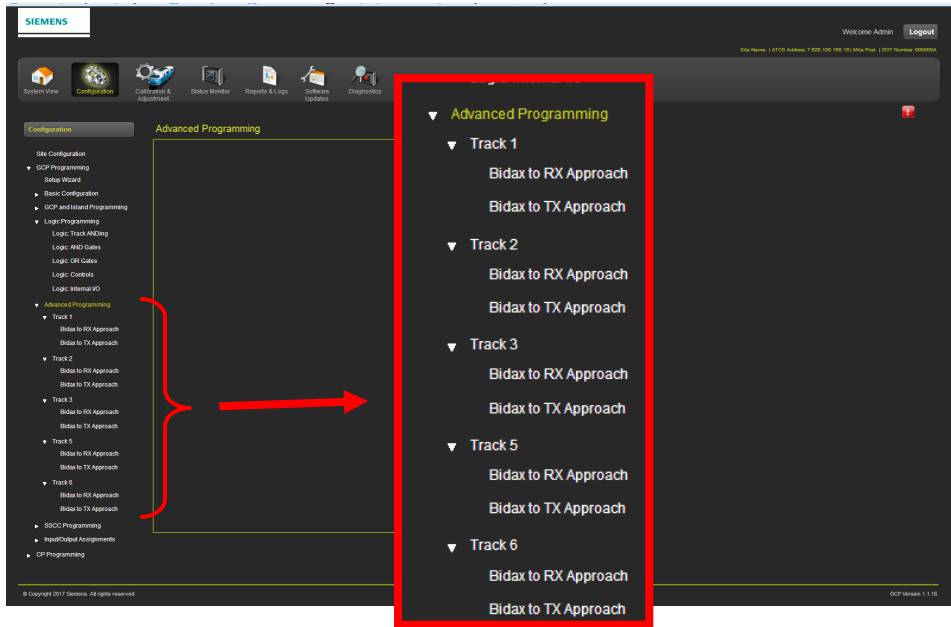 SIEMENS
Welcome Admin Logout
Site Name: | ATCS Address: 7.620.100.100.16 | Mile Post: | DOT Number: 000000A
System View
Configuration
Calibration & Adjustment
Status Monitor
Reports & Logs
Software Updates
Diagnostics
Configuration
Advanced Programming
Site Configuration
GCP Programming
Setup Wizard
Basic Configuration
GCP and Island Programming
Logic Programming
Logic: Track ANDing
Logic: AND Gates
Logic: OR Gates
Logic: Controls
Logic: Internal I/O
Advanced Programming
Track 1
Bidax to RX Approach
Bidax to TX Approach
Track 2
Bidax to RX Approach
Bidax to TX Approach
Track 3
Bidax to RX Approach
Bidax to TX Approach
Track 5
Bidax to RX Approach
Bidax to TX Approach
Track 6
Bidax to RX Approach
Bidax to TX Approach
SSCC Programming
Input/Output Assignments
CP Programming
Advanced Programming
Track 1
Bidax to RX Approach
Bidax to TX Approach
Track 2
Bidax to RX Approach
Bidax to TX Approach
Track 3
Bidax to RX Approach
Bidax to TX Approach
Track 5
Bidax to RX Approach
Bidax to TX Approach
Track 6
Bidax to RX Approach
Bidax to TX Approach
© Copyright 2017 Siemens. All rights reserved.
GCP Version 1.1.16